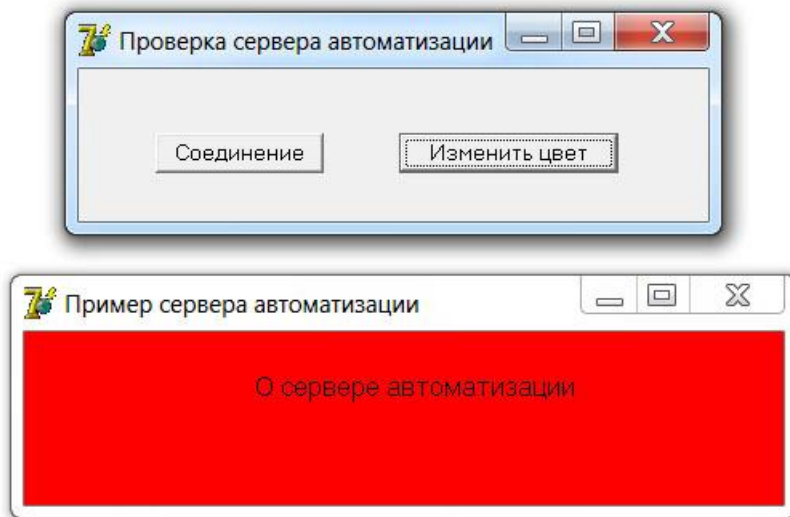 Проверка сервера автоматизации
Соединение
Изменить цвет
Пример сервера автоматизации
О сервере автоматизации